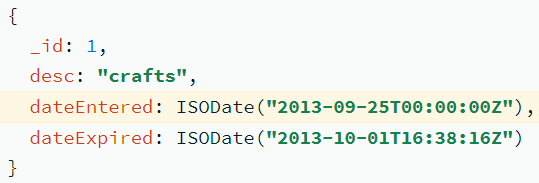 {
  _id: 1,
  desc: "crafts",
  dateEntered: ISODate("2013-09-25T00:00:00Z"),
  dateExpired: ISODate("2013-10-01T16:38:16Z")
}